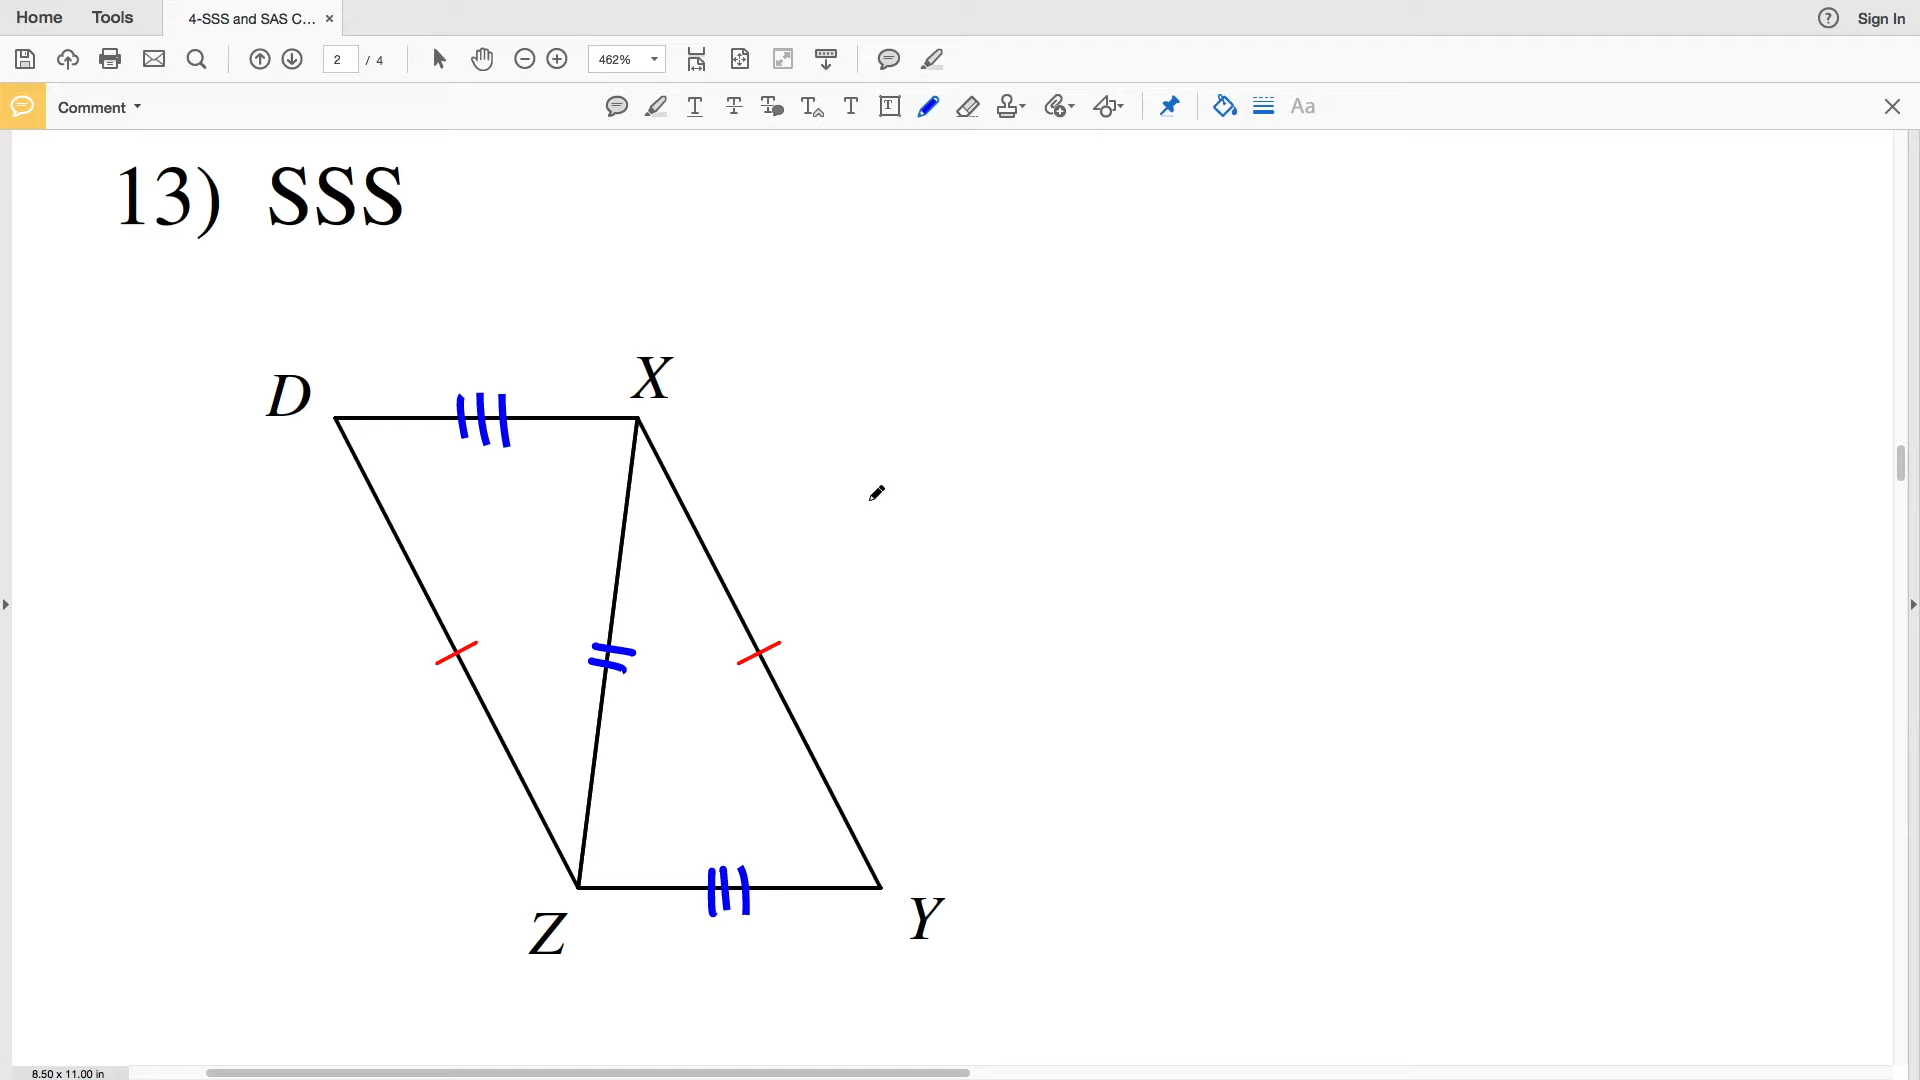 Home Tools 4-SSS and SAS C... × ? Sign In
2 / 4 462%
Comment T T T T T T Aa
13) SSS
D X
Z Y
8.50 x 11.00 in